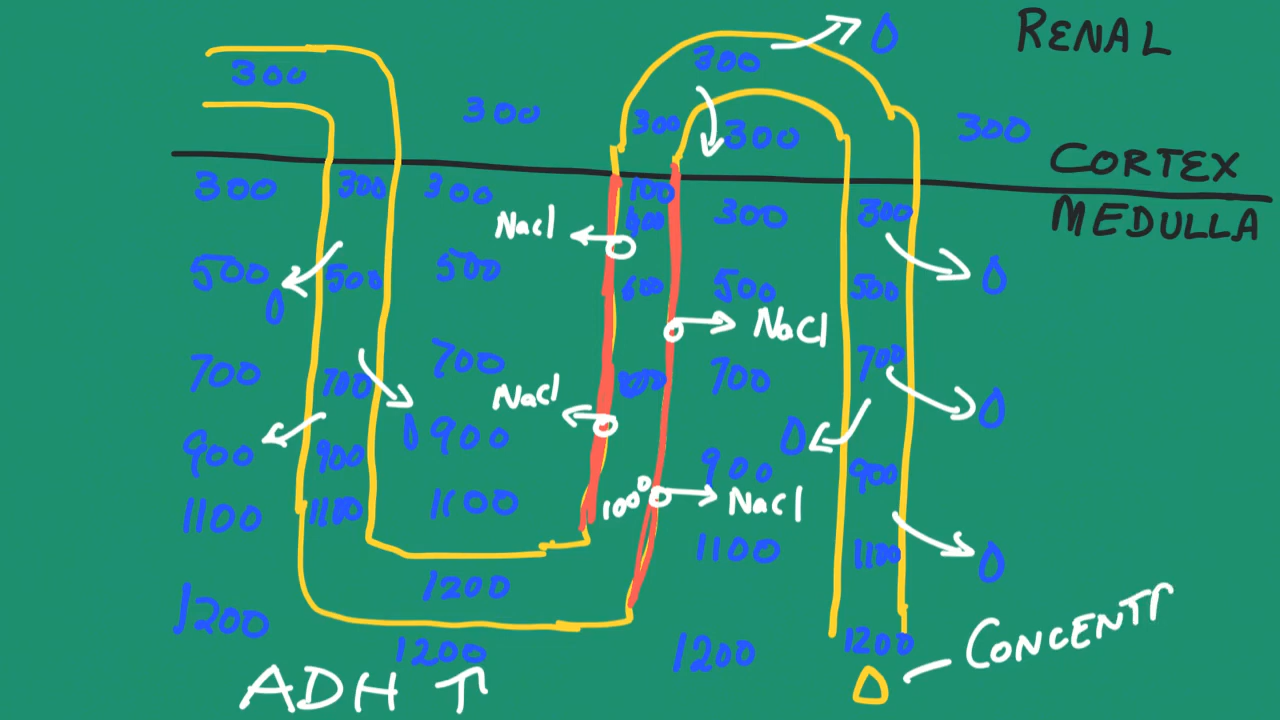 RENAL
300 300
300 300 300 300
CORTEX
300 300 300 100 300 300
400
MEDULLA
NaCl
500 500 500 600 500 500
NaCl
700 700 700 700 700
NaCl
900 900 900 900 900
1100 1100 1100 1000 NaCl
1100 1100
1200
1200 1200 1200 1200
ADH ↑
CONCENTr